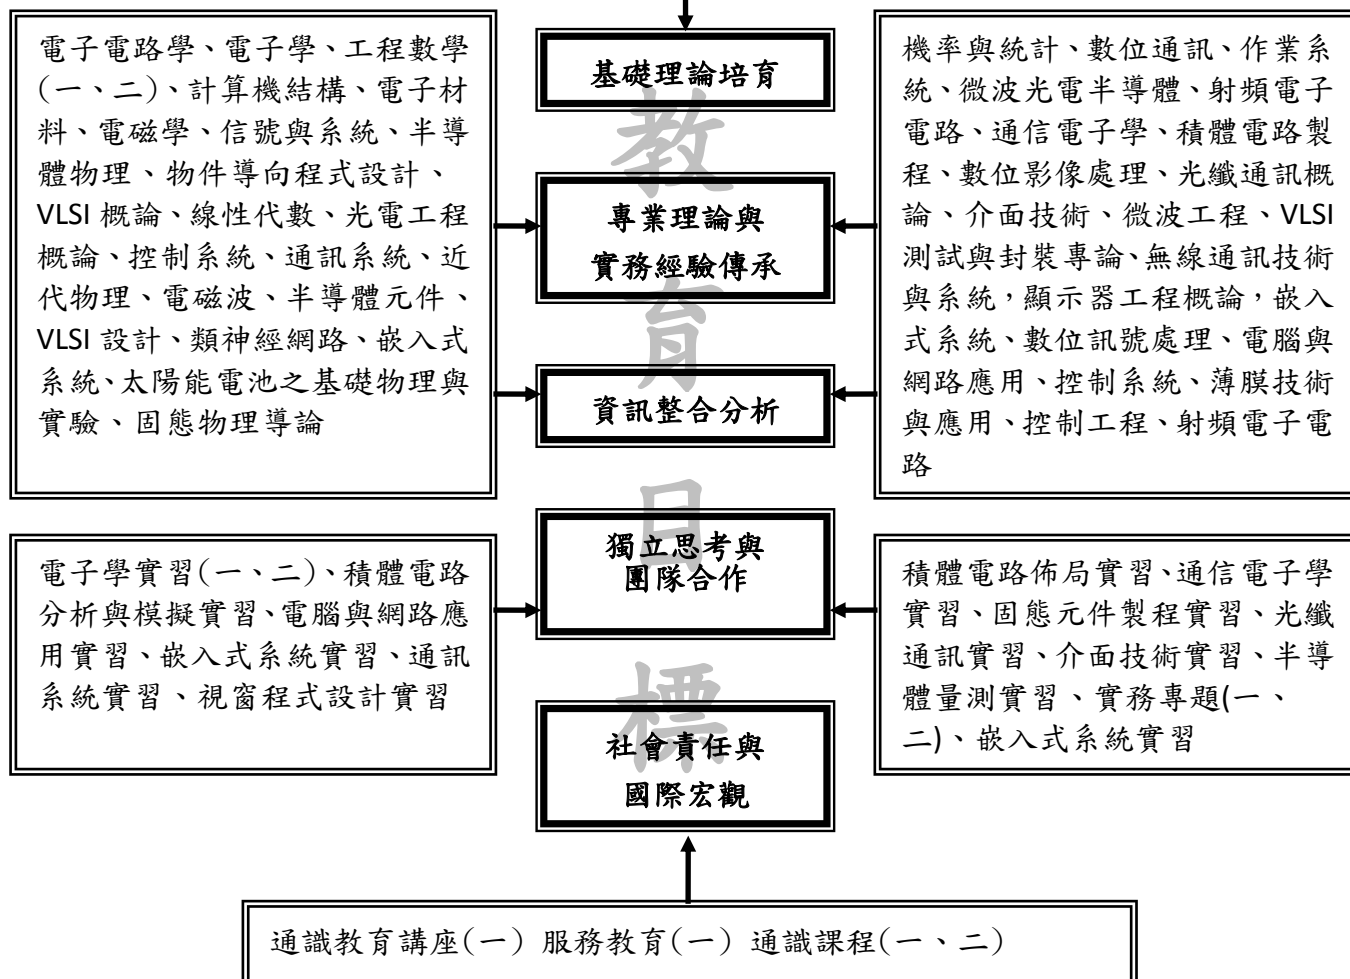 電子電路學、電子學、工程數學
(一、二)、計算機結構、電子材
料、電磁學、信號與系統、半導
體物理、物件導向程式設計、
VLSI 概論、線性代數、光電工程
概論、控制系統、通訊系統、近
代物理、電磁波、半導體元件、
VLSI 設計、類神經網路、嵌入式
系統、太陽能電池之基礎物理與
實驗、固態物理導論
基礎理論培育
專業理論與
實務經驗傳承
資訊整合分析
機率與統計、數位通訊、作業系
統、微波光電半導體、射頻電子
電路、通信電子學、積體電路製
程、數位影像處理、光纖通訊概
論、介面技術、微波工程、VLSI
測試與封裝專論、無線通訊技術
與系統,顯示器工程概論,嵌入
式系統、數位訊號處理、電腦與
網路應用、控制系統、薄膜技術
與應用、控制工程、射頻電子電
路
電子學實習(一、二)、積體電路
分析與模擬實習、電腦與網路應
用實習、嵌入式系統實習、通訊
系統實習、視窗程式設計實習
獨立思考與
團隊合作
社會責任與
國際宏觀
積體電路佈局實習、通信電子學
實習、固態元件製程實習、光纖
通訊實習、介面技術實習、半導
體量測實習、實務專題(一、
二)、嵌入式系統實習
教
育
目
標
通識教育講座(一) 服務教育(一) 通識課程(一、二)